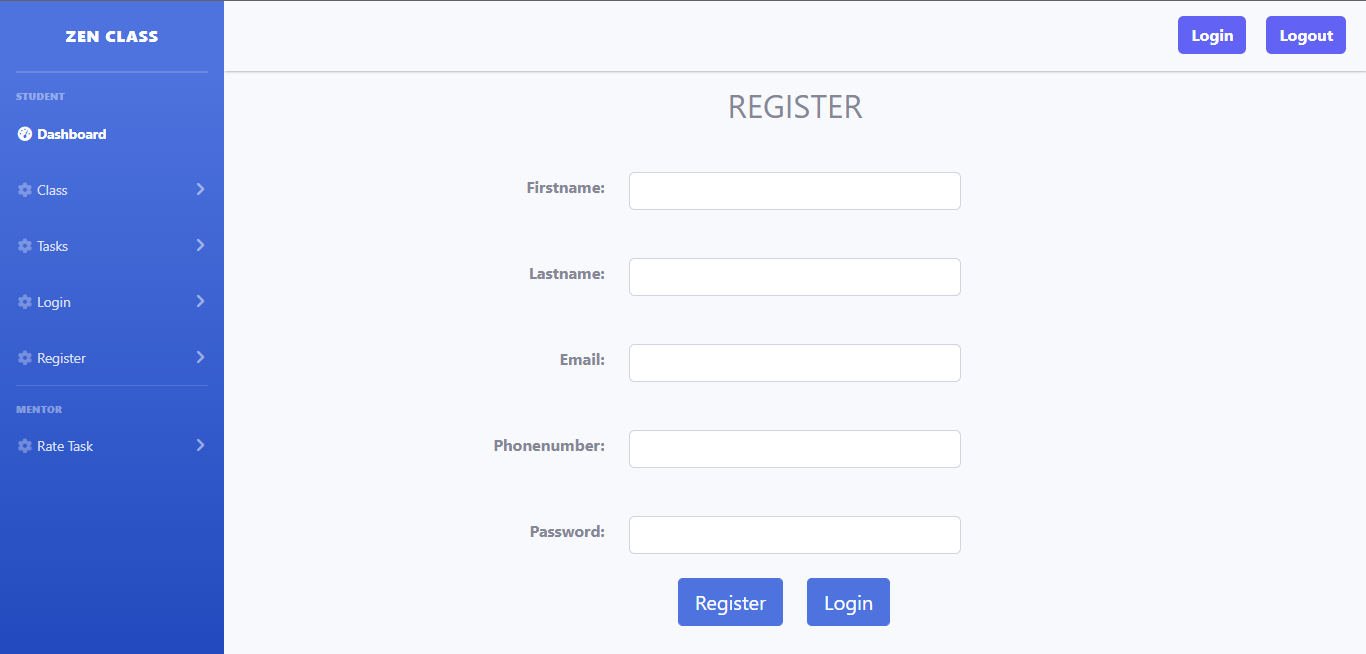 ZEN CLASS
Login Logout
STUDENT
Dashboard
Class
Tasks
Login
Register
MENTOR
Rate Task
REGISTER
Firstname:
Lastname:
Email:
Phonenumber:
Password:
Register Login